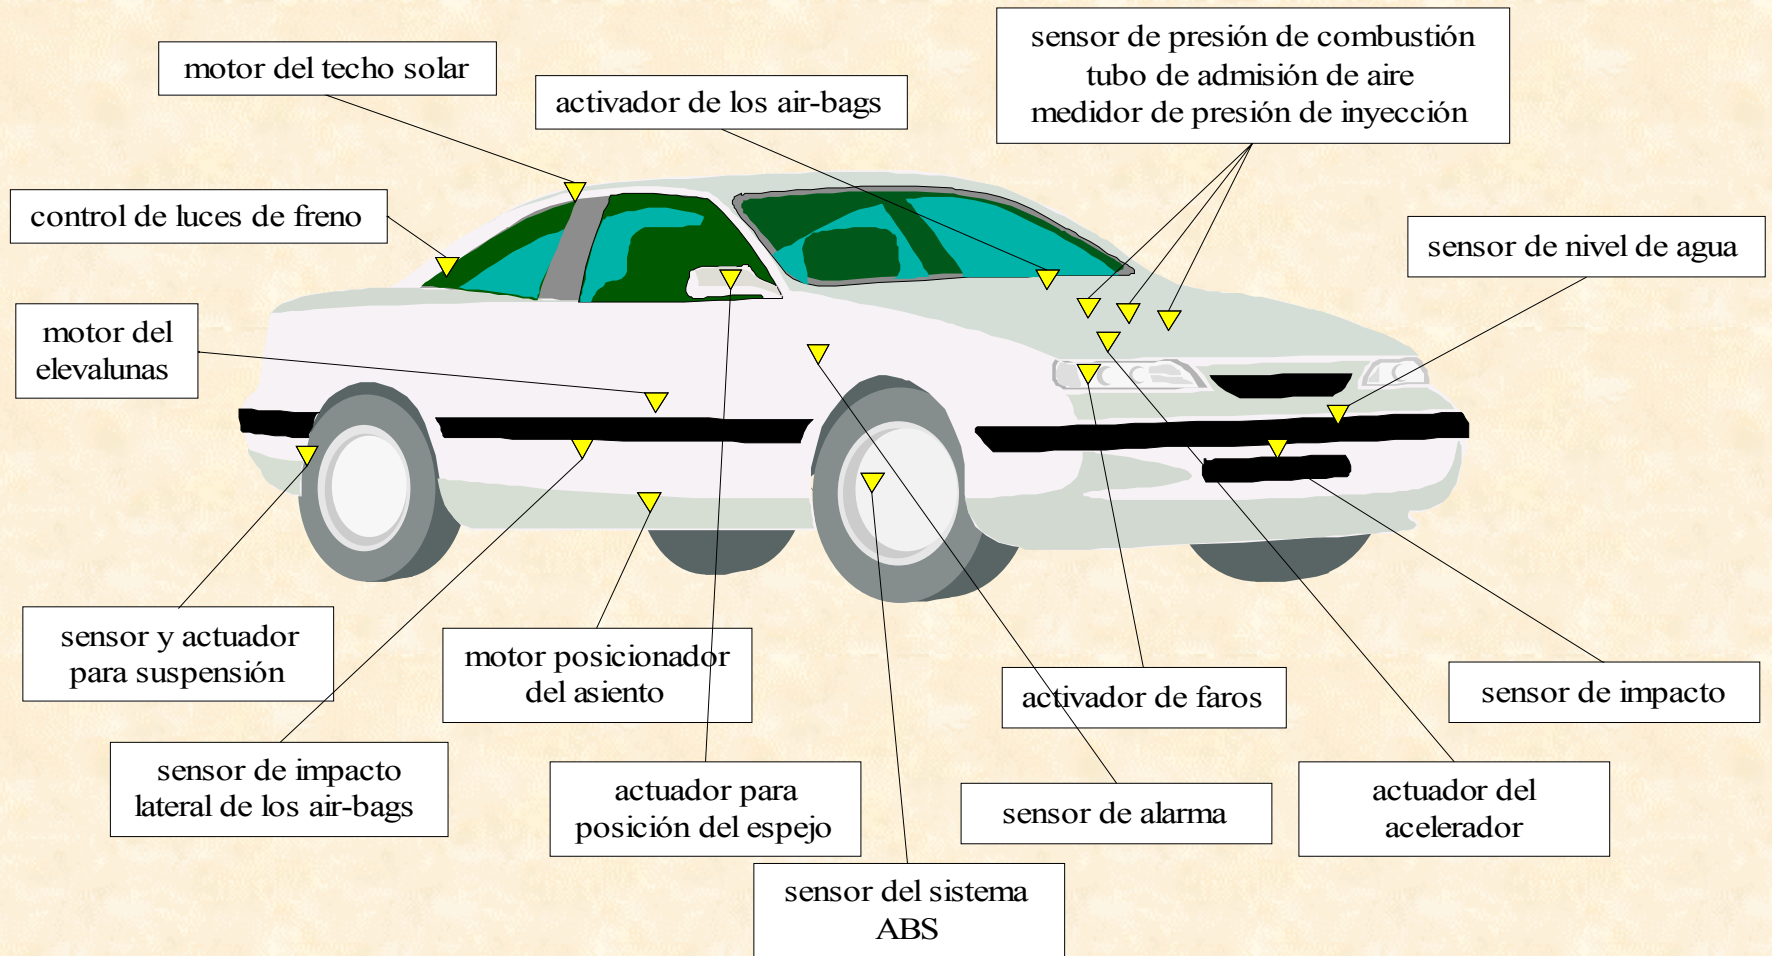 motor del techo solar
activador de los air-bags
sensor de presión de combustión
tubo de admisión de aire
medidor de presión de inyección
control de luces de freno
sensor de nivel de agua
motor del
elevalunas
sensor y actuador
para suspensión
motor posicionador
del asiento
activador de faros
sensor de impacto
sensor de impacto
lateral de los air-bags
actuador para
posición del espejo
sensor de alarma
actuador del
acelerador
sensor del sistema
ABS